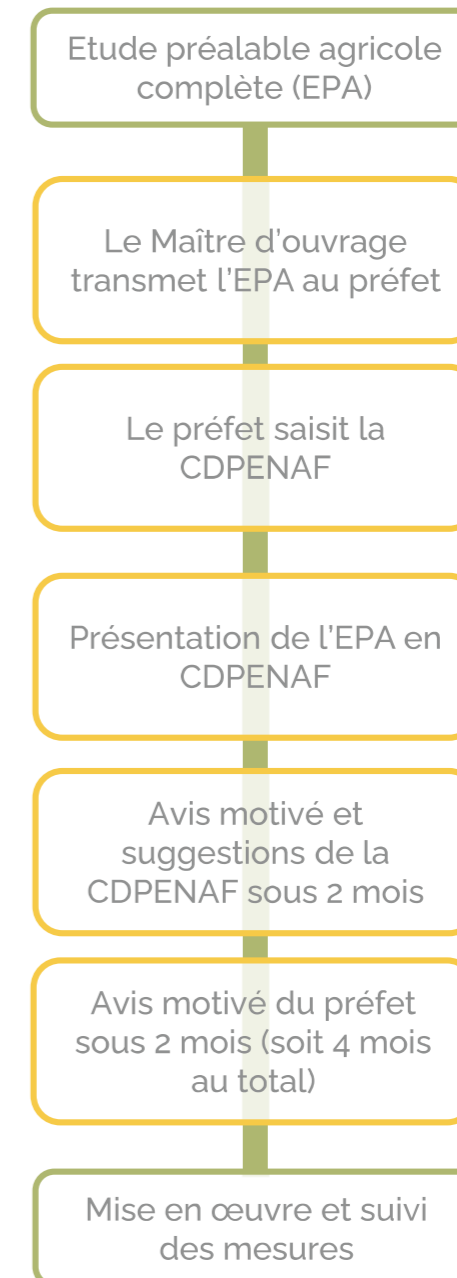 Etude préalable agricole
complète (EPA)
Le Maître d'ouvrage
transmet l'EPA au préfet
Le préfet saisit la
CDPENAF
Présentation de l'EPA en
CDPENAF
Avis motivé et
suggestions de la
CDPENAF sous 2 mois
Avis motivé du préfet
sous 2 mois (soit 4 mois
au total)
Mise en œuvre et suivi
des mesures